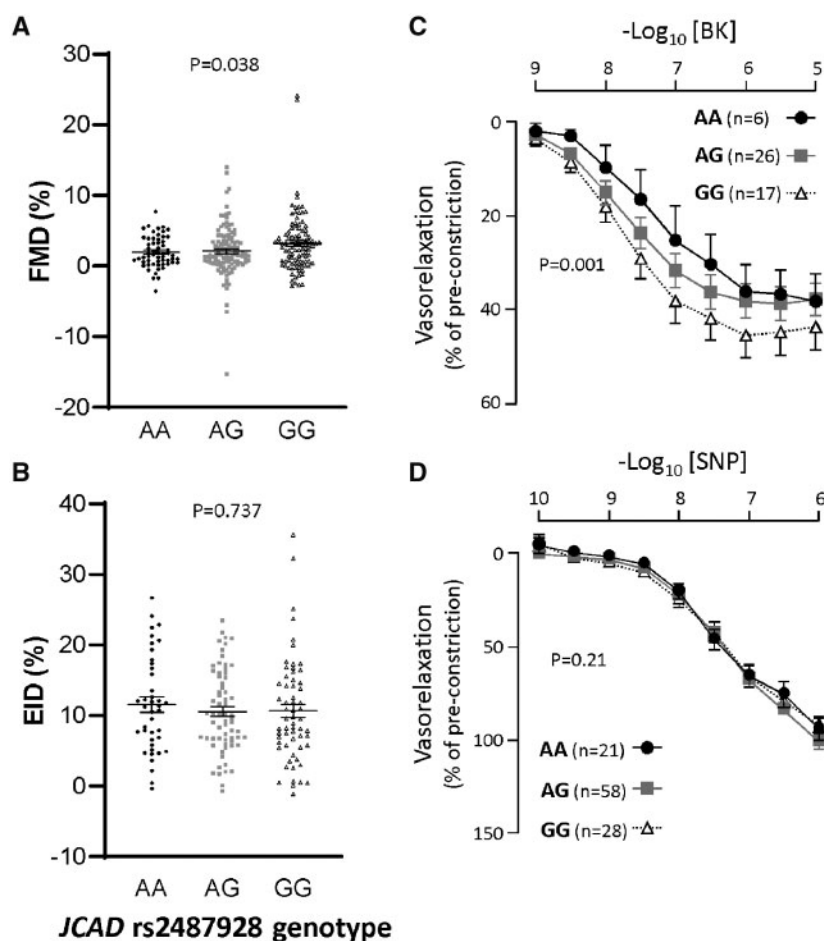 A
P=0.038
FMD (%)
30
20
10
0
-10
-20
AA AG GG
B
P=0.737
EID (%)
40
30
20
10
0
-10
AA AG GG
JCAD rs2487928 genotype
C
-Log10 [BK]
9 8 7 6 5
Vasorelaxation
(% of pre-constriction)
0
20
40
60
AA (n=6)
AG (n=26)
GG (n=17)
P=0.001
D
-Log10 [SNP]
10 9 8 7 6
Vasorelaxation
(% of pre-constriction)
0
50
100
150
P=0.21
AA (n=21)
AG (n=58)
GG (n=28)